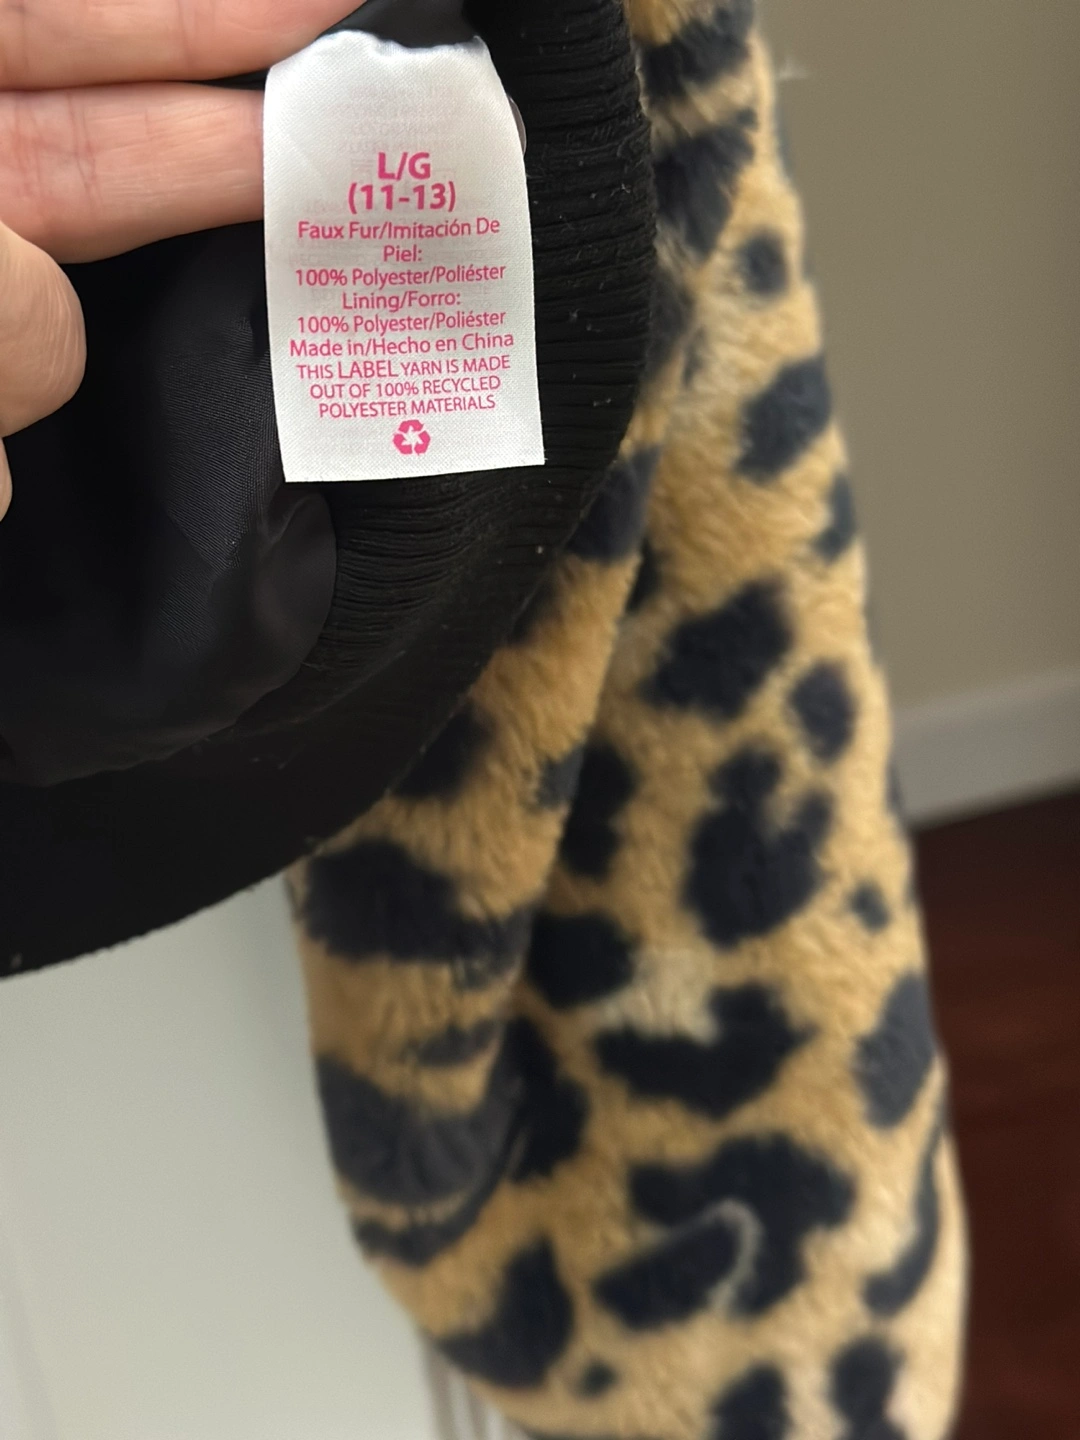 L/G
(11-13)
Faux Fur/Imitación De
Piel:
100% Polyester/Poliéster
Lining/Forro:
100% Polyester/Poliéster
Made in/Hecho en China
THIS LABEL YARN IS MADE
OUT OF 100% RECYCLED
POLYESTER MATERIALS